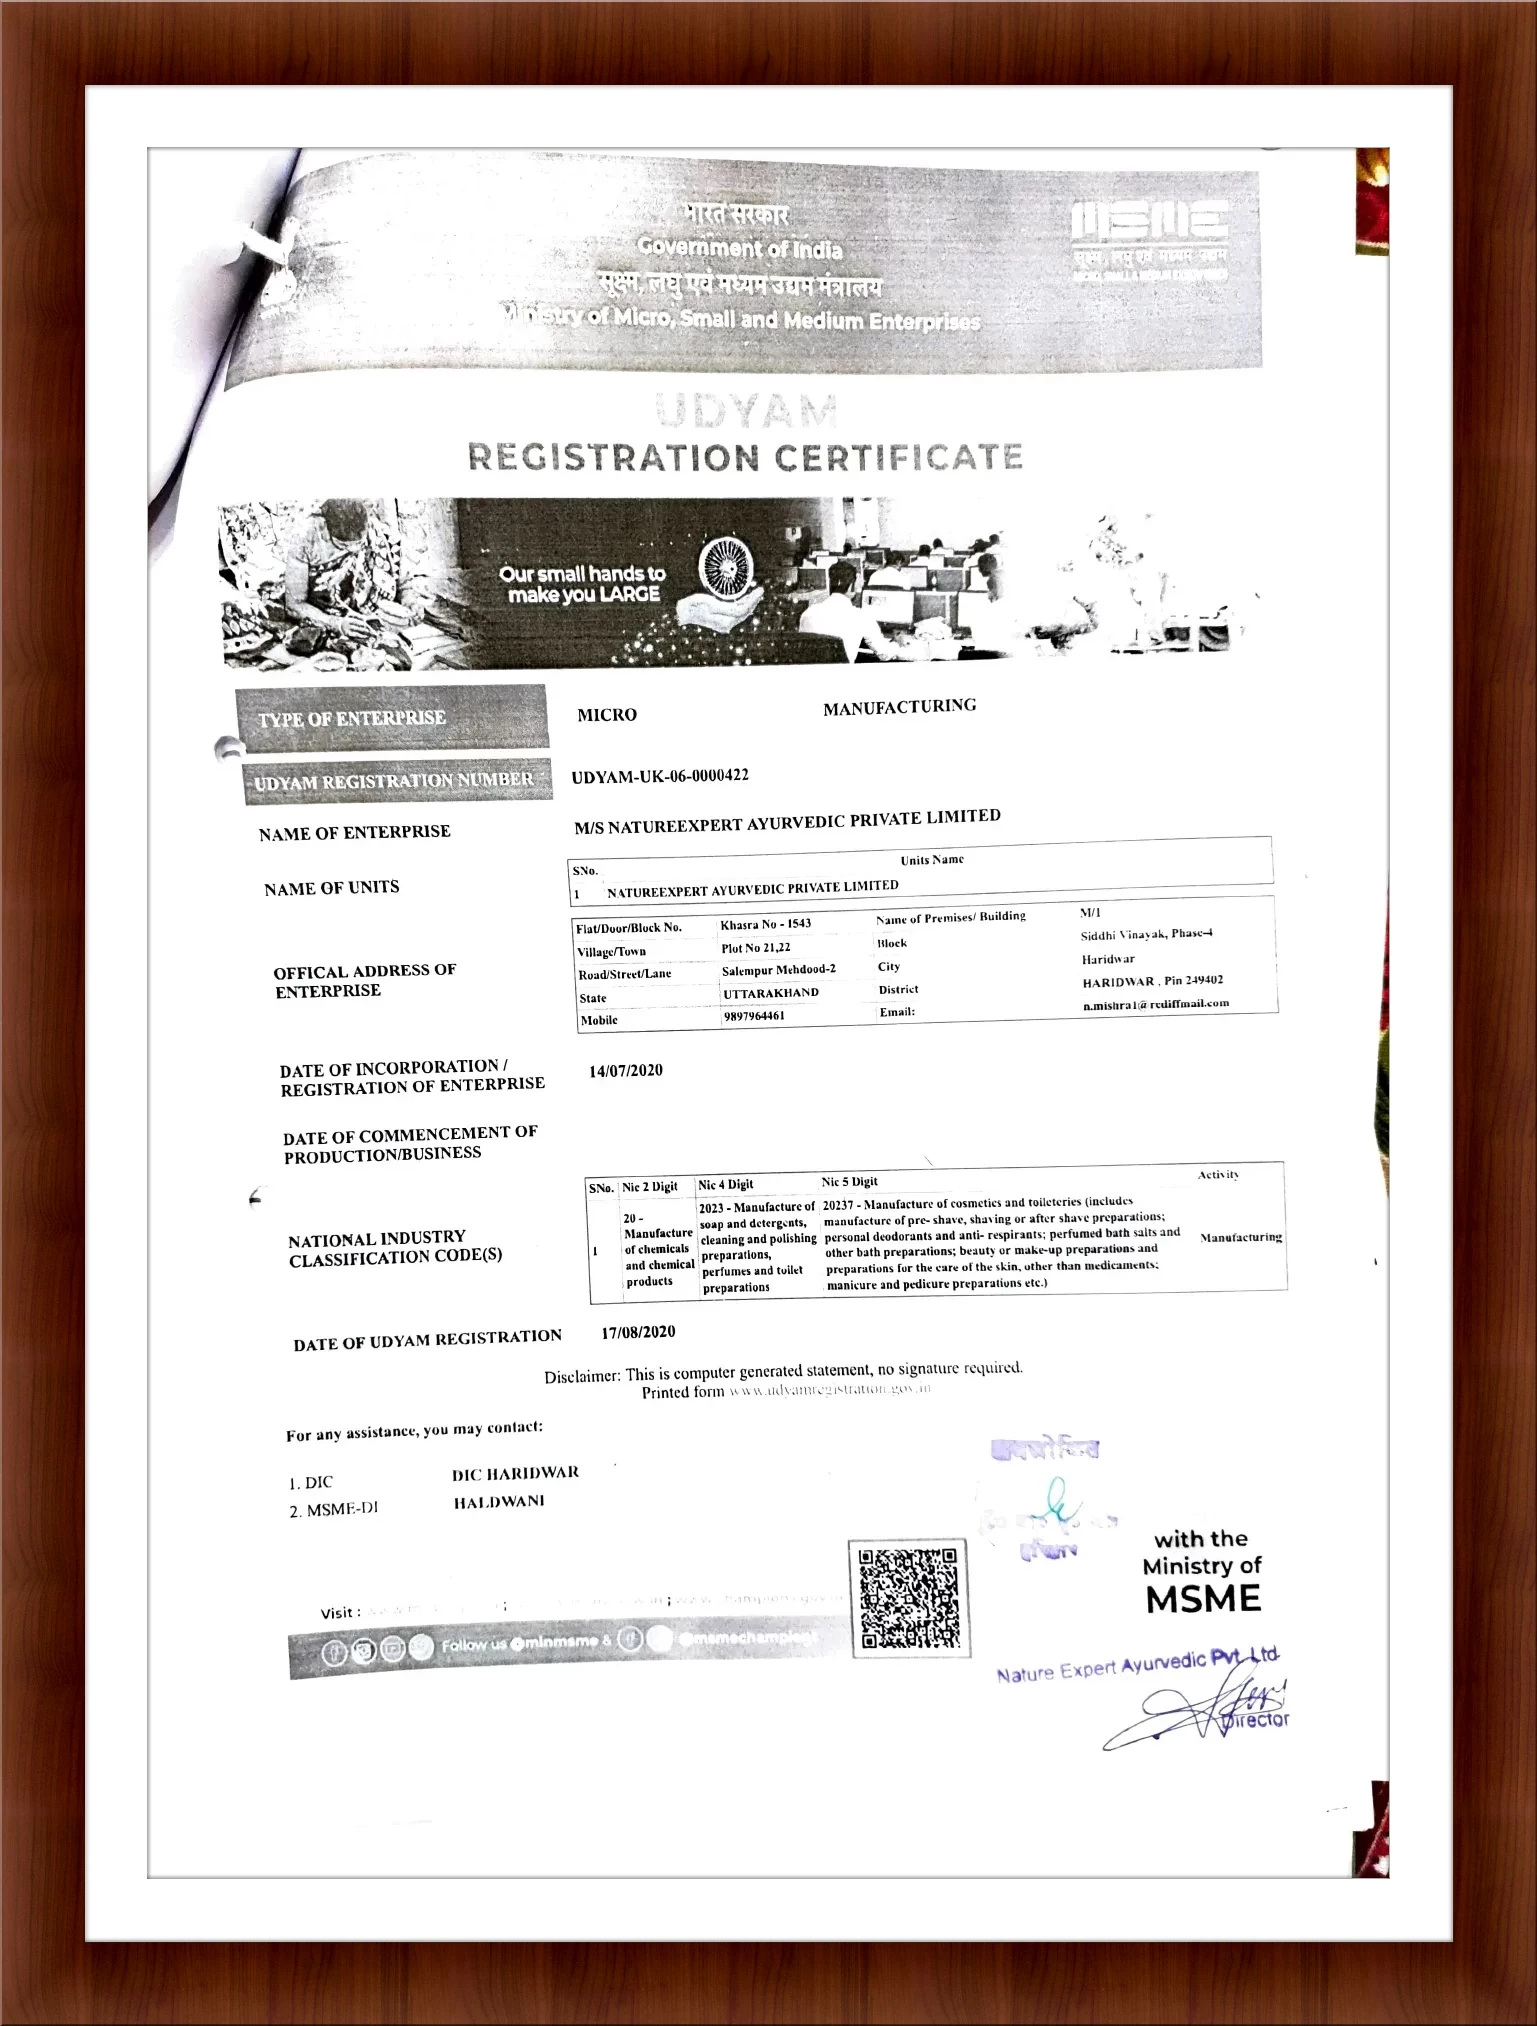 भारत सरकार
Government of India
सूक्ष्म, लघु एवं मध्यम उद्यम मंत्रालय
Ministry of Micro, Small and Medium Enterprises
MSME
सूक्ष्म, लघु एवं मध्यम उद्यम
MICRO, SMALL & MEDIUM ENTERPRISES
UDYAM
REGISTRATION CERTIFICATE
Our small hands to
make you LARGE
TYPE OF ENTERPRISE MICRO MANUFACTURING
UDYAM REGISTRATION NUMBER UDYAM-UK-06-0000422
NAME OF ENTERPRISE M/S NATUREEXPERT AYURVEDIC PRIVATE LIMITED
NAME OF UNITS
SNo. Units Name
1 NATUREEXPERT AYURVEDIC PRIVATE LIMITED
OFFICAL ADDRESS OF
ENTERPRISE
Flat/Door/Block No. Khasra No - 1543 Name of Premises/ Building M/1
Village/Town Plot No 21,22 Block Siddhi Vinayak, Phase-4
Road/Street/Lane Salempur Mehdood-2 City Haridwar
State UTTARAKHAND District HARIDWAR , Pin 249402
Mobile 9897964461 Email: n.mishra1@rediffmail.com
DATE OF INCORPORATION /
REGISTRATION OF ENTERPRISE 14/07/2020
DATE OF COMMENCEMENT OF
PRODUCTION/BUSINESS
NATIONAL INDUSTRY
CLASSIFICATION CODE(S)
SNo. Nic 2 Digit Nic 4 Digit Nic 5 Digit Activity
1
20 -
Manufacture
of chemicals
and chemical
products
2023 - Manufacture of
soap and detergents,
cleaning and polishing
preparations,
perfumes and toilet
preparations
20237 - Manufacture of cosmetics and toileteries (includes
manufacture of pre- shave, shaving or after shave preparations;
personal deodorants and anti- respirants; perfumed bath salts and
other bath preparations; beauty or make-up preparations and
preparations for the care of the skin, other than medicaments;
manicure and pedicure preparations etc.)
Manufacturing
DATE OF UDYAM REGISTRATION 17/08/2020
Disclaimer: This is computer generated statement, no signature required.
Printed form www.udyamregistration.gov.in
For any assistance, you may contact:
1. DIC DIC HARIDWAR
2. MSME-DI HALDWANI
with the
Ministry of
MSME
Visit :
Follow us @minmsme & @msmechampions
Nature Expert Ayurvedic Pvt. Ltd.
Director